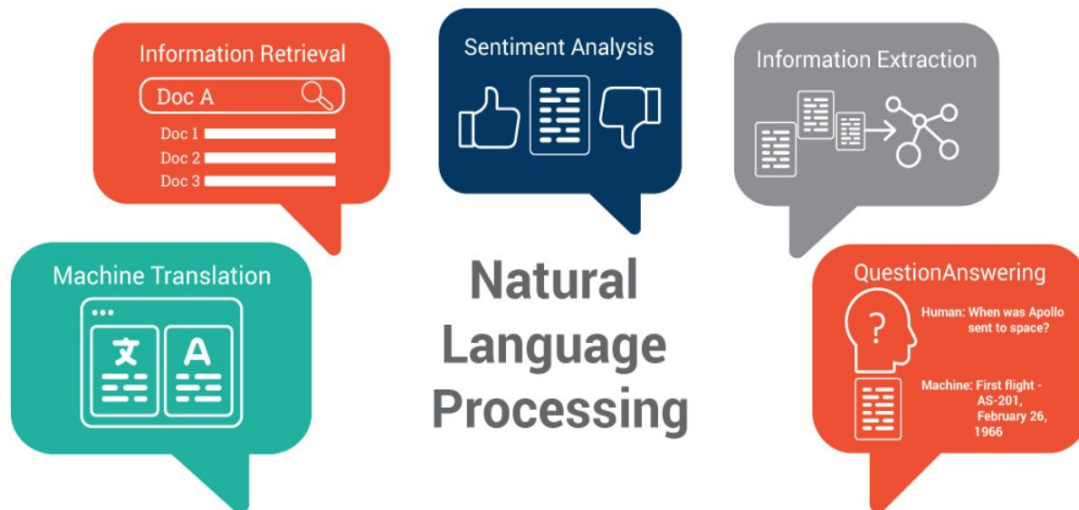 Information Retrieval
Doc A
Doc 1
Doc 2
Doc 3
Sentiment Analysis
Information Extraction
Machine Translation
文
A
Natural
Language
Processing
QuestionAnswering
?
Human: When was Apollo
sent to space?
Machine: First flight -
AS-201,
February 26,
1966